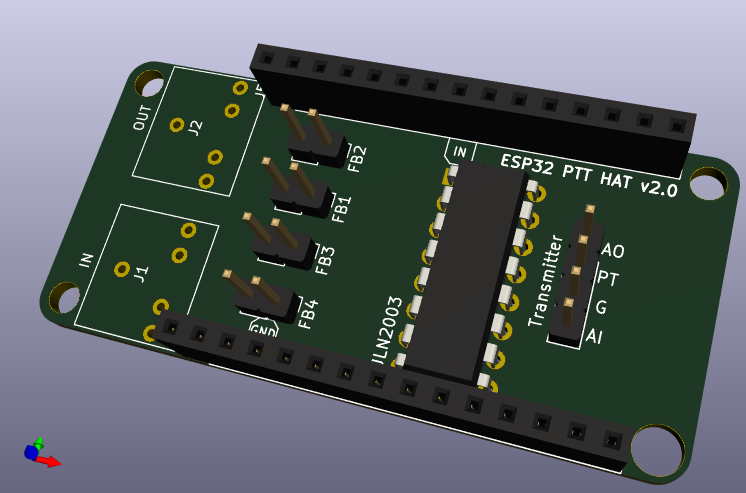 OUT
J2
IN
J1
FB2
FB1
FB3
FB4
GND
IN
ESP32 PTT HAT v2.0
ILN2003
Transmitter
AO
PT
G
AI